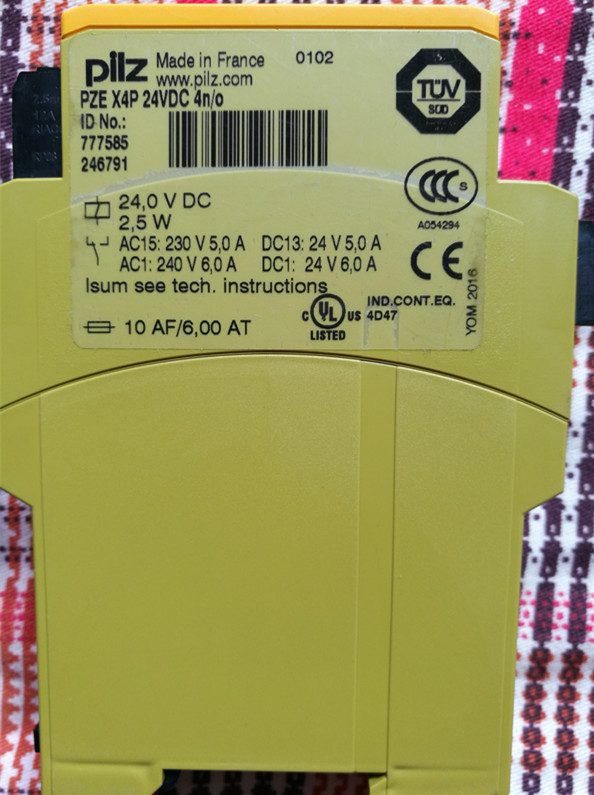 pilz Made in France 0102
www.pilz.com
PZE X4P 24VDC 4n/o
ID No.:
777585
246791
TÜV
SÜD
CCC S
A054294
24,0 V DC
2,5 W
AC15: 230 V 5,0 A DC13: 24 V 5,0 A
AC1: 240 V 6,0 A DC1: 24 V 6,0 A
CE
Isum see tech. instructions
YOM 2016
10 AF/6,00 AT
C UL US
LISTED
IND.CONT.EQ.
4D47